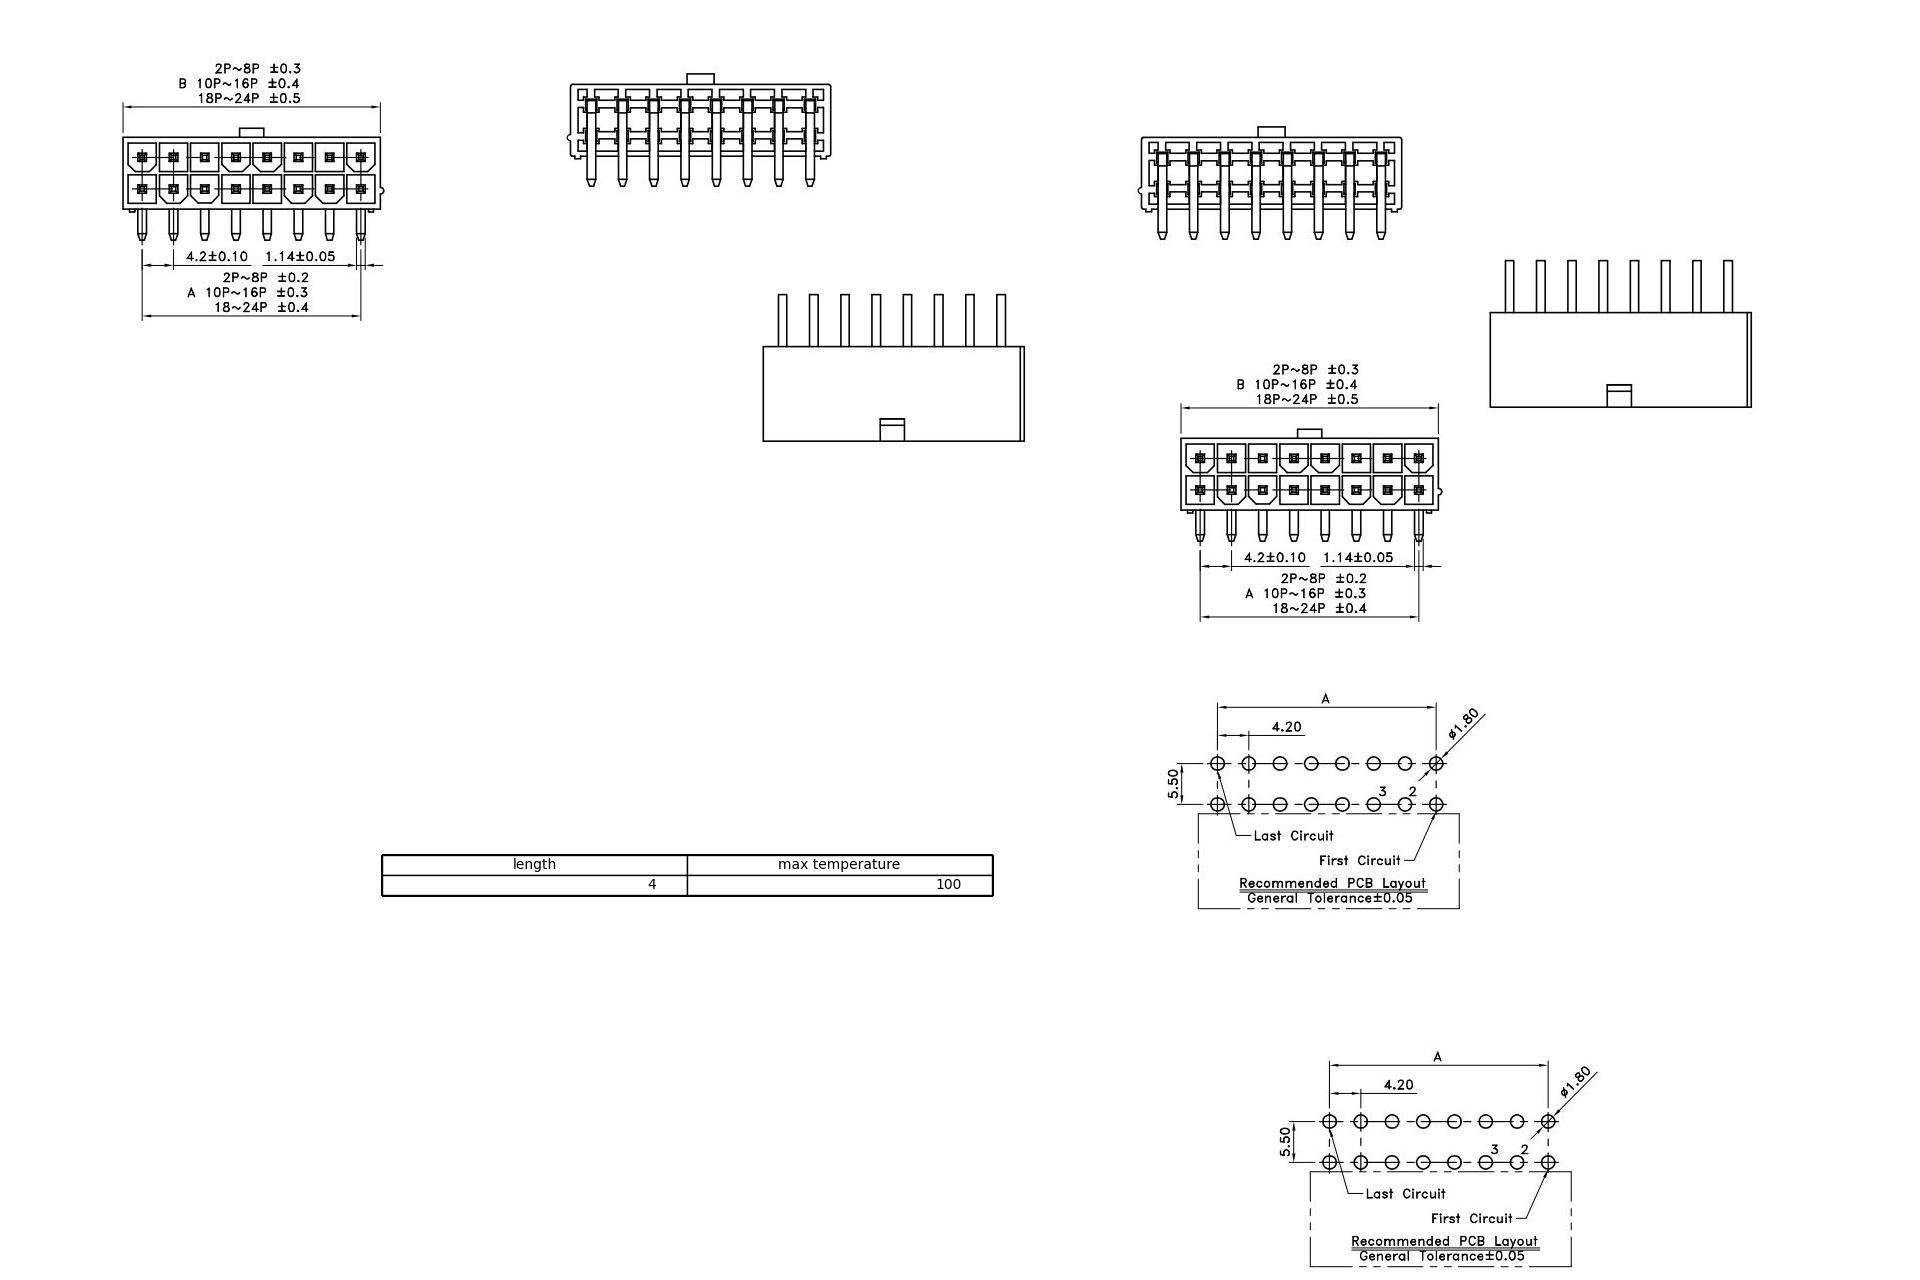 2P~8P ±0.3
B 10P~16P ±0.4
18P~24P ±0.5
4.2±0.10 1.14±0.05
2P~8P ±0.2
A 10P~16P ±0.3
18~24P ±0.4
2P~8P ±0.3
B 10P~16P ±0.4
18P~24P ±0.5
4.2±0.10 1.14±0.05
2P~8P ±0.2
A 10P~16P ±0.3
18~24P ±0.4
A
4.20
ø1.80
5.50
3 2
Last Circuit
First Circuit
Recommended PCB Layout
General Tolerance±0.05
length max temperature
4 100
A
4.20
ø1.80
5.50
3 2
Last Circuit
First Circuit
Recommended PCB Layout
General Tolerance±0.05